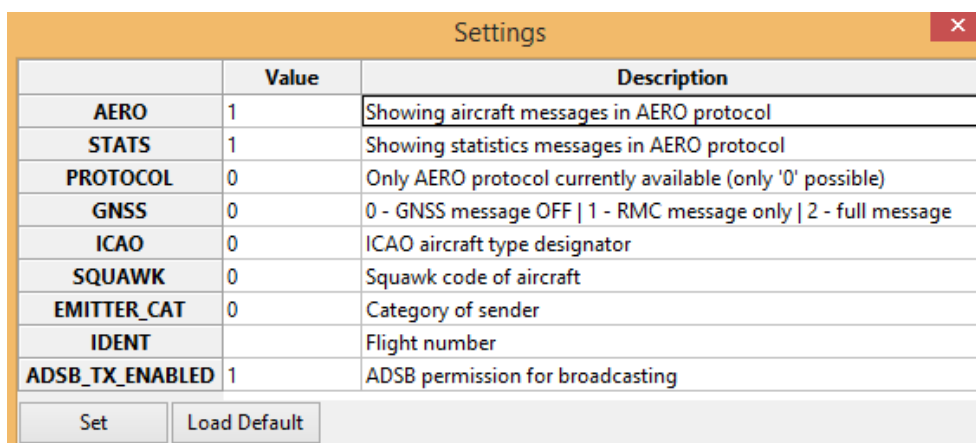 Settings
Value Description
AERO 1 Showing aircraft messages in AERO protocol
STATS 1 Showing statistics messages in AERO protocol
PROTOCOL 0 Only AERO protocol currently available (only '0' possible)
GNSS 0 0 - GNSS message OFF | 1 - RMC message only | 2 - full message
ICAO 0 ICAO aircraft type designator
SQUAWK 0 Squawk code of aircraft
EMITTER_CAT 0 Category of sender
IDENT Flight number
ADSB_TX_ENABLED 1 ADSB permission for broadcasting
Set Load Default